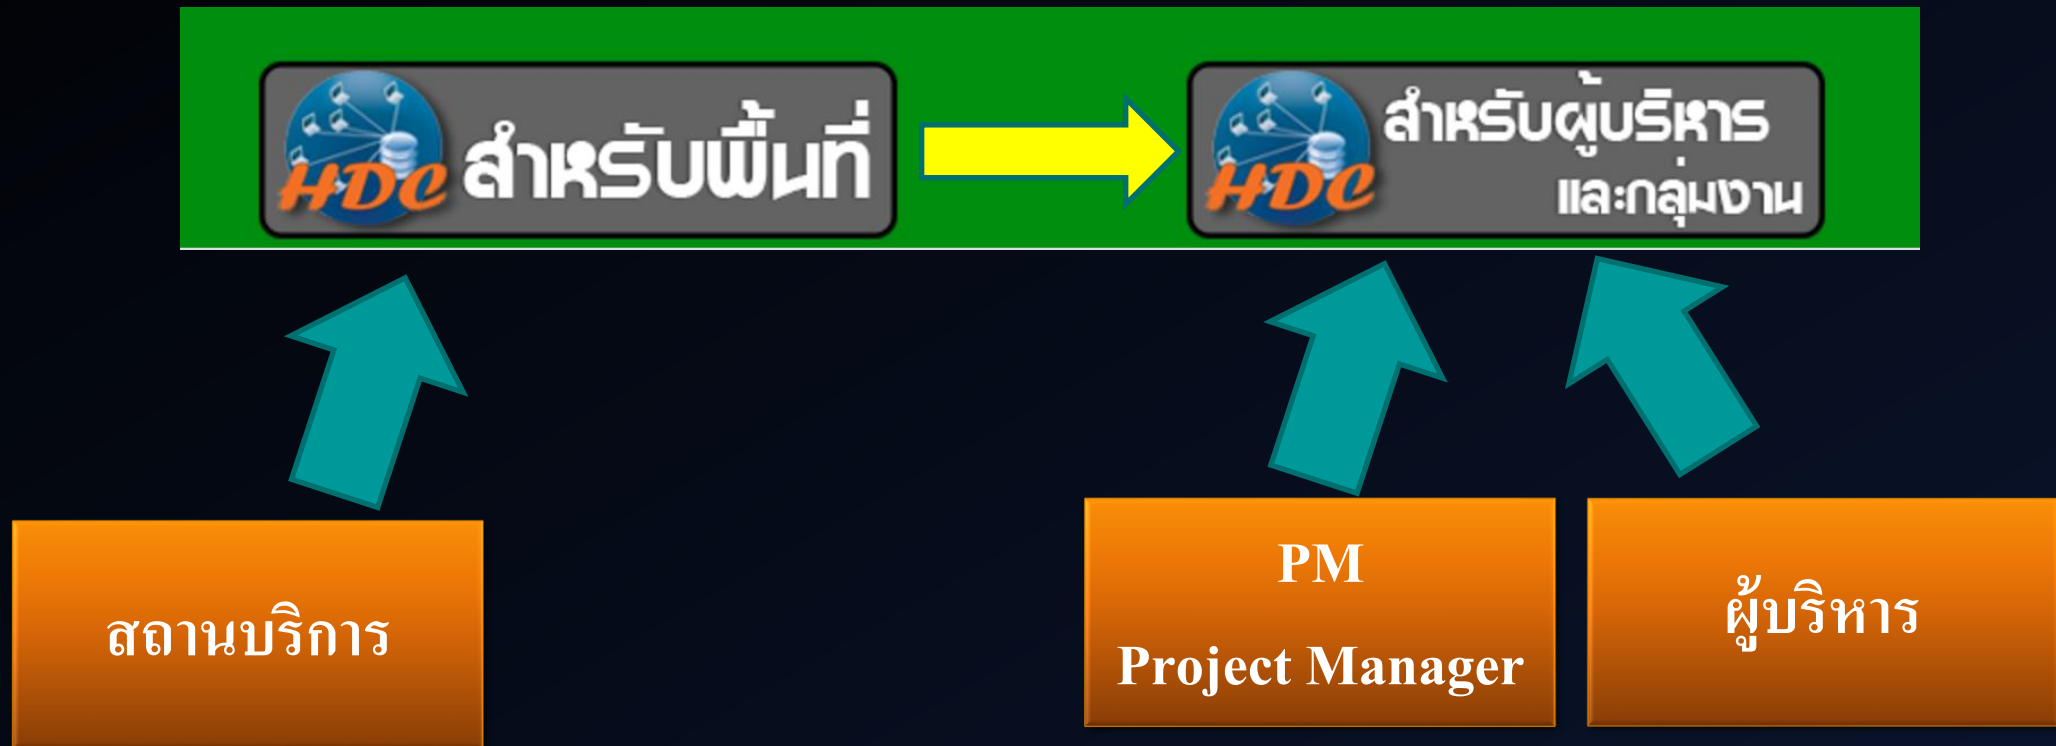 HDC สำหรับพื้นที่
HDC สำหรับผู้บริหาร
และกลุ่มงาน
สถานบริการ
PM
Project Manager
ผู้บริหาร